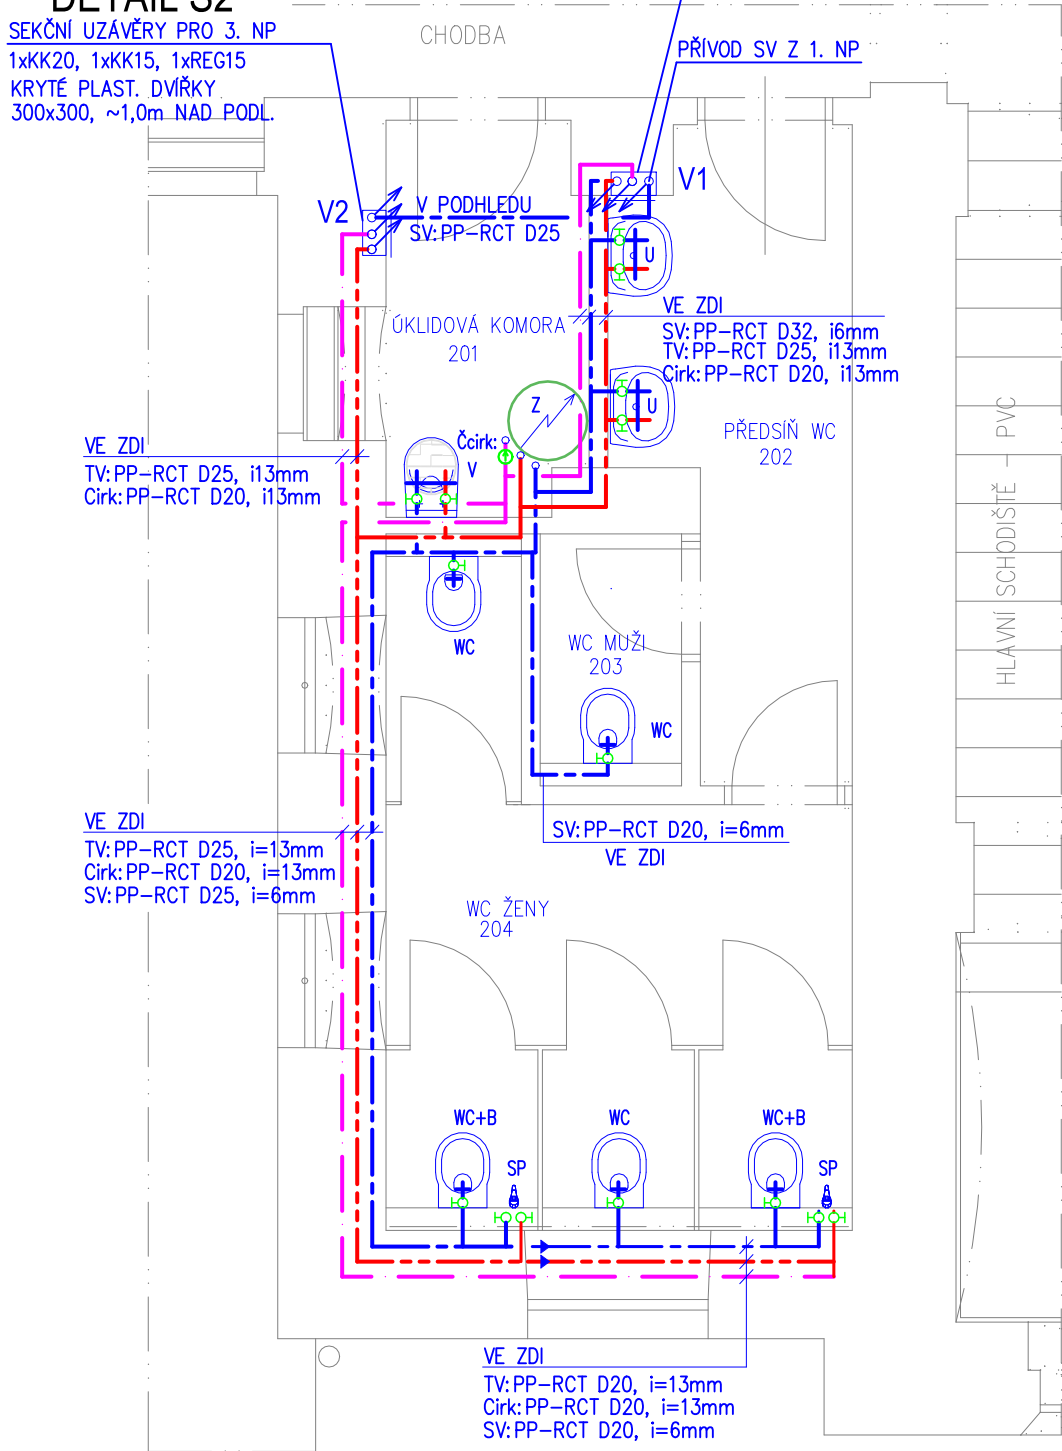 DETAIL S2
SEKČNÍ UZÁVĚRY PRO 3. NP
1xKK20, 1xKK15, 1xREG15
KRYTÉ PLAST. DVÍŘKY
300x300, ~1,0m NAD PODL.
CHODBA
PŘÍVOD SV Z 1. NP
V1
V2
V PODHLEDU
SV:PP-RCT D25
U
VE ZDI
SV:PP-RCT D32, i6mm
TV:PP-RCT D25, i13mm
Cirk:PP-RCT D20, i13mm
ÚKLIDOVÁ KOMORA
201
Z
U
PŘEDSÍŇ WC
202
HLAVNÍ SCHODIŠTĚ - PVC
Čcirk:
V
VE ZDI
TV:PP-RCT D25, i13mm
Cirk:PP-RCT D20, i13mm
WC
WC MUŽI
203
WC
VE ZDI
TV:PP-RCT D25, i=13mm
Cirk:PP-RCT D20, i=13mm
SV:PP-RCT D25, i=6mm
SV:PP-RCT D20, i=6mm
VE ZDI
WC ŽENY
204
WC+B
WC
WC+B
SP
SP
VE ZDI
TV:PP-RCT D20, i=13mm
Cirk:PP-RCT D20, i=13mm
SV:PP-RCT D20, i=6mm